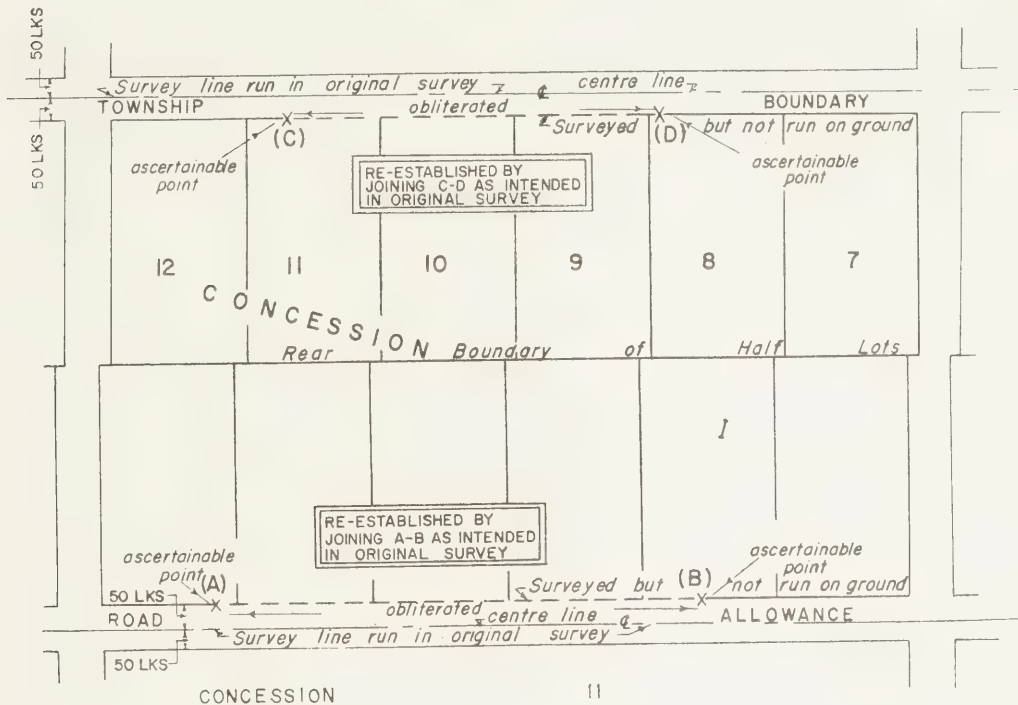 50 LKS
50 LKS
Survey line run in original survey ℄ centre line
TOWNSHIP obliterated BOUNDARY
(C) Surveyed (D) but not run on ground
ascertainable point
ascertainable point
RE-ESTABLISHED BY
JOINING C-D AS INTENDED
IN ORIGINAL SURVEY
12 11 10 9 8 7
CONCESSION I
Rear Boundary of Half Lots
RE-ESTABLISHED BY
JOINING A-B AS INTENDED
IN ORIGINAL SURVEY
ascertainable point
ascertainable point
(A) Surveyed but (B) not run on ground
50 LKS
obliterated
ROAD centre line ℄ ALLOWANCE
Survey line run in original survey
50 LKS
CONCESSION II